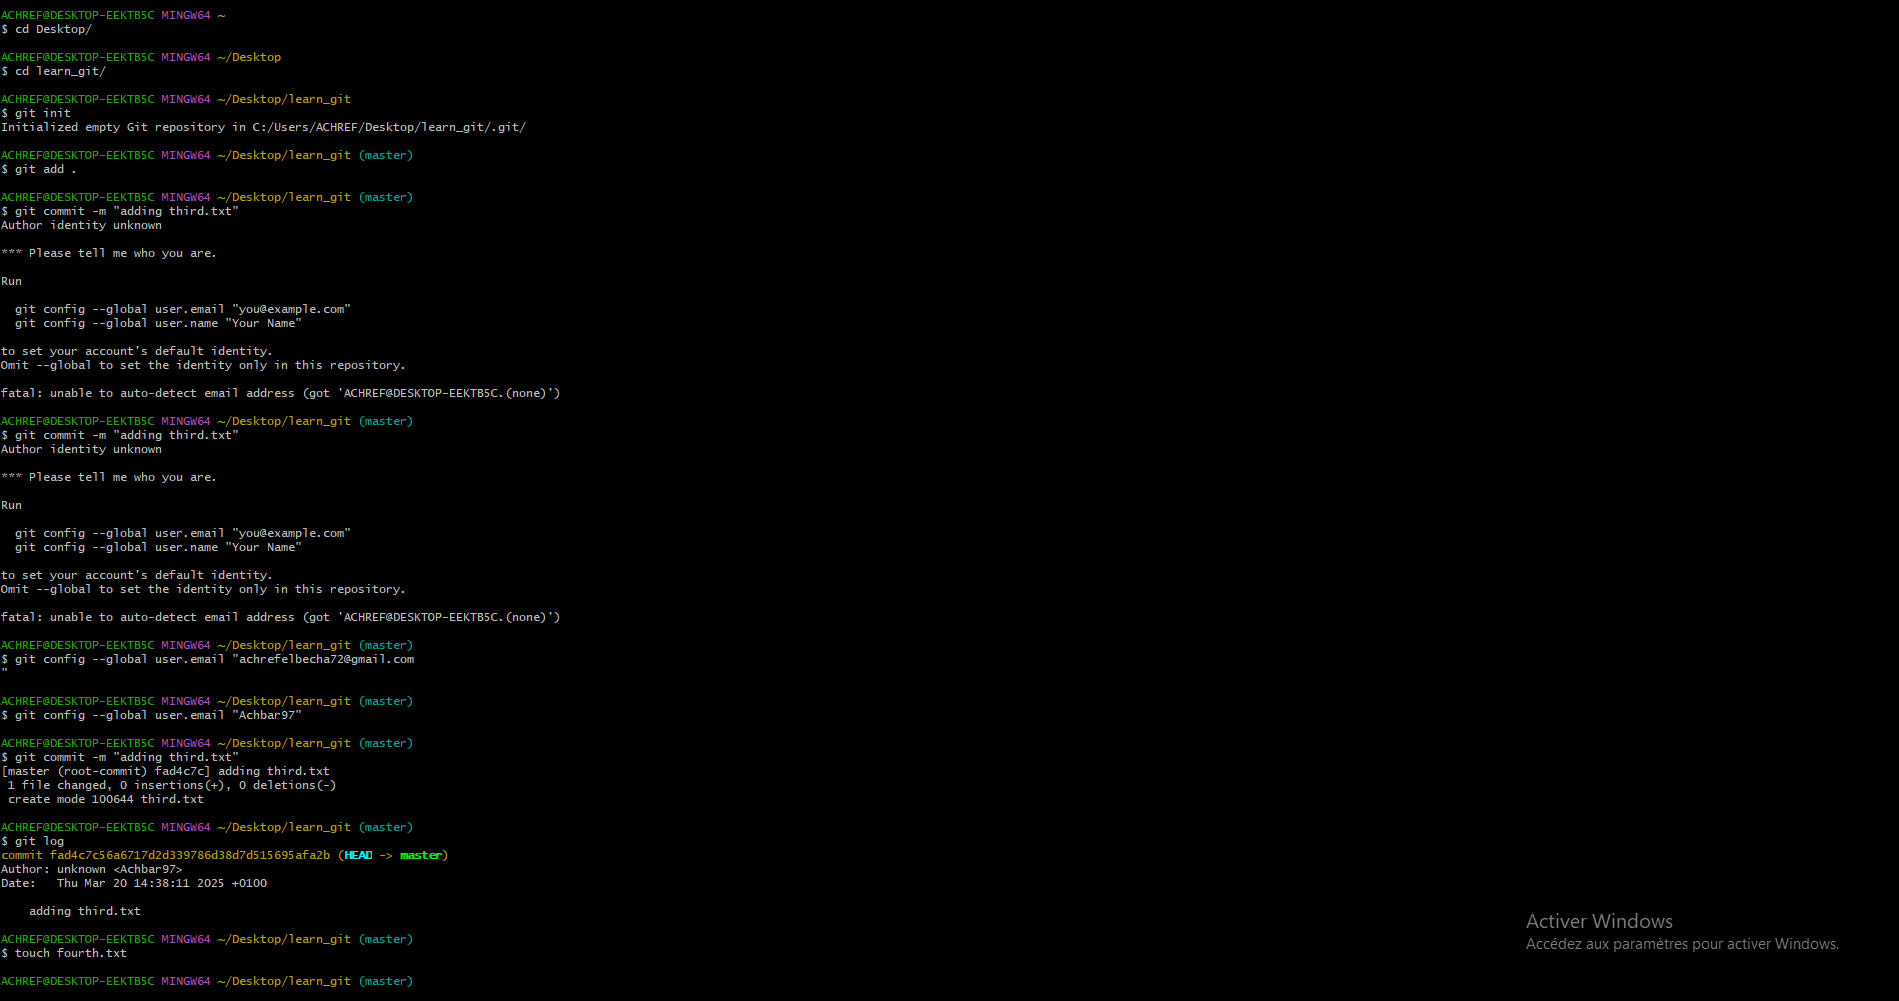 ACHREF@DESKTOP-EEKTB5C MINGW64 ~
$ cd Desktop/
ACHREF@DESKTOP-EEKTB5C MINGW64 ~/Desktop
$ cd learn_git/
ACHREF@DESKTOP-EEKTB5C MINGW64 ~/Desktop/learn_git
$ git init
Initialized empty Git repository in C:/Users/ACHREF/Desktop/learn_git/.git/
ACHREF@DESKTOP-EEKTB5C MINGW64 ~/Desktop/learn_git (master)
$ git add .
ACHREF@DESKTOP-EEKTB5C MINGW64 ~/Desktop/learn_git (master)
$ git commit -m "adding third.txt"
Author identity unknown
*** Please tell me who you are.
Run
  git config --global user.email "you@example.com"
  git config --global user.name "Your Name"
to set your account's default identity.
Omit --global to set the identity only in this repository.
fatal: unable to auto-detect email address (got 'ACHREF@DESKTOP-EEKTB5C.(none)')
ACHREF@DESKTOP-EEKTB5C MINGW64 ~/Desktop/learn_git (master)
$ git commit -m "adding third.txt"
Author identity unknown
*** Please tell me who you are.
Run
  git config --global user.email "you@example.com"
  git config --global user.name "Your Name"
to set your account's default identity.
Omit --global to set the identity only in this repository.
fatal: unable to auto-detect email address (got 'ACHREF@DESKTOP-EEKTB5C.(none)')
ACHREF@DESKTOP-EEKTB5C MINGW64 ~/Desktop/learn_git (master)
$ git config --global user.email "achrefelbecha72@gmail.com
"
ACHREF@DESKTOP-EEKTB5C MINGW64 ~/Desktop/learn_git (master)
$ git config --global user.email "Achbar97"
ACHREF@DESKTOP-EEKTB5C MINGW64 ~/Desktop/learn_git (master)
$ git commit -m "adding third.txt"
[master (root-commit) fad4c7c] adding third.txt
 1 file changed, 0 insertions(+), 0 deletions(-)
 create mode 100644 third.txt
ACHREF@DESKTOP-EEKTB5C MINGW64 ~/Desktop/learn_git (master)
$ git log
commit fad4c7c56a6717d2d339786d38d7d515695afa2b (HEAD -> master)
Author: unknown <Achbar97>
Date:   Thu Mar 20 14:38:11 2025 +0100
    adding third.txt
ACHREF@DESKTOP-EEKTB5C MINGW64 ~/Desktop/learn_git (master)
$ touch fourth.txt
ACHREF@DESKTOP-EEKTB5C MINGW64 ~/Desktop/learn_git (master)
Activer Windows
Accédez aux paramètres pour activer Windows.